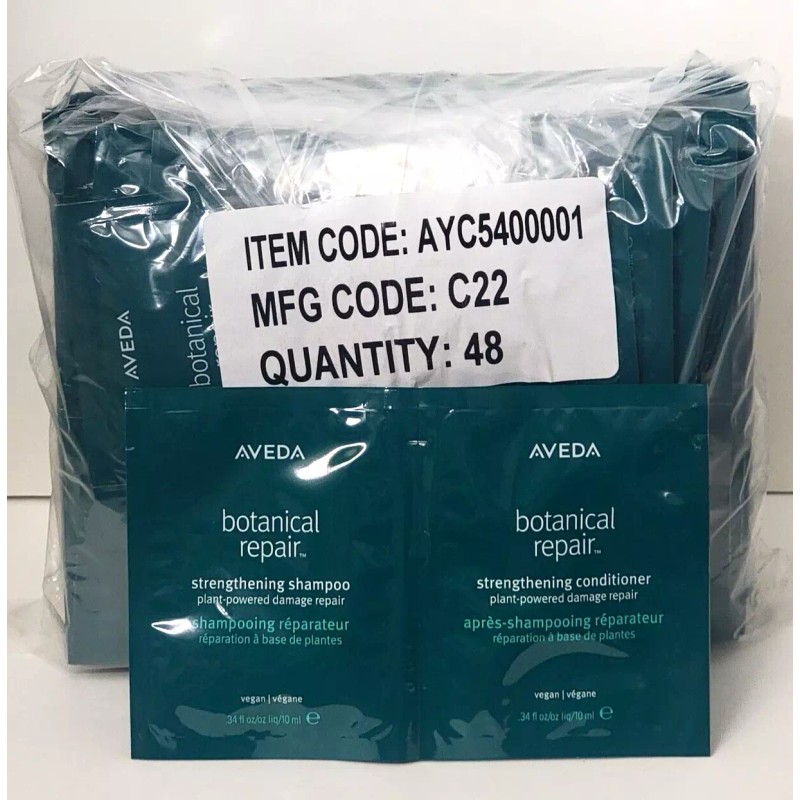 ITEM CODE: AYC5400001
MFG CODE: C22
QUANTITY: 48
AVEDA
botanical
AVEDA
botanical
repair™
strengthening shampoo
plant-powered damage repair
shampooing réparateur
réparation à base de plantes
vegan | végane
.34 fl oz/oz liq/10 ml ℮
AVEDA
botanical
repair™
strengthening conditioner
plant-powered damage repair
après-shampooing réparateur
réparation à base de plantes
vegan | végane
.34 fl oz/oz liq/10 ml ℮